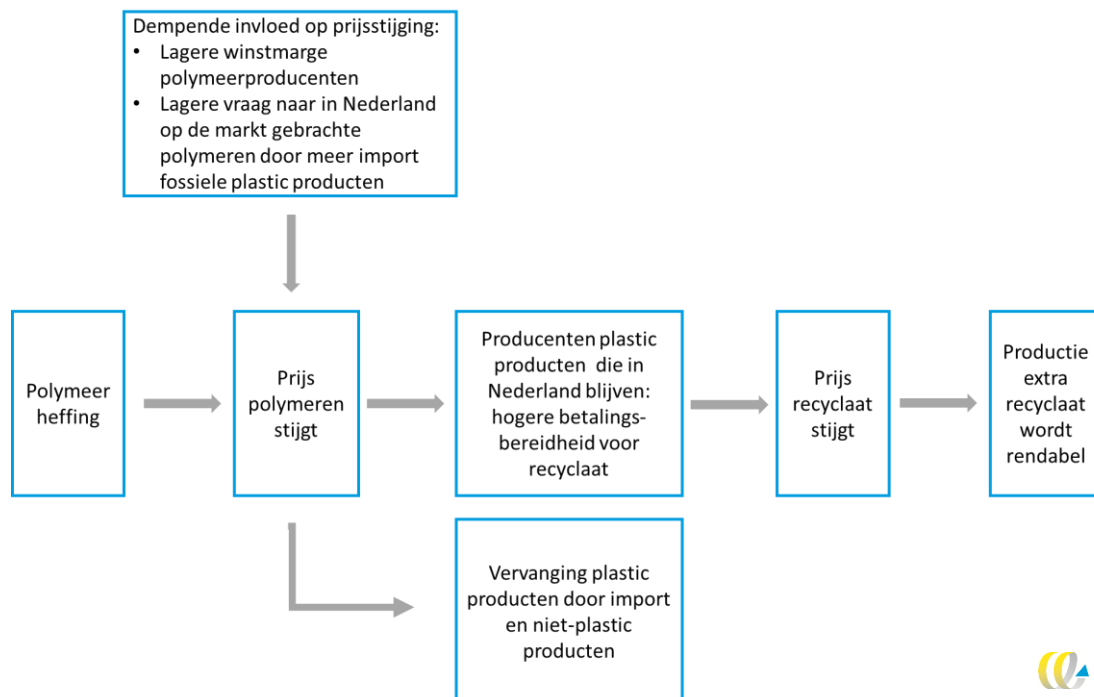 Dempende invloed op prijsstijging:
• Lagere winstmarge
polymeerproducenten
• Lagere vraag naar in Nederland
op de markt gebrachte
polymeren door meer import
fossiele plastic producten
Polymeer
heffing
Prijs
polymeren
stijgt
Producenten plastic
producten die in
Nederland blijven:
hogere betalings-
bereidheid voor
recyclaat
Prijs
recyclaat
stijgt
Productie
extra
recyclaat
wordt
rendabel
Vervanging plastic
producten door import
en niet-plastic
producten